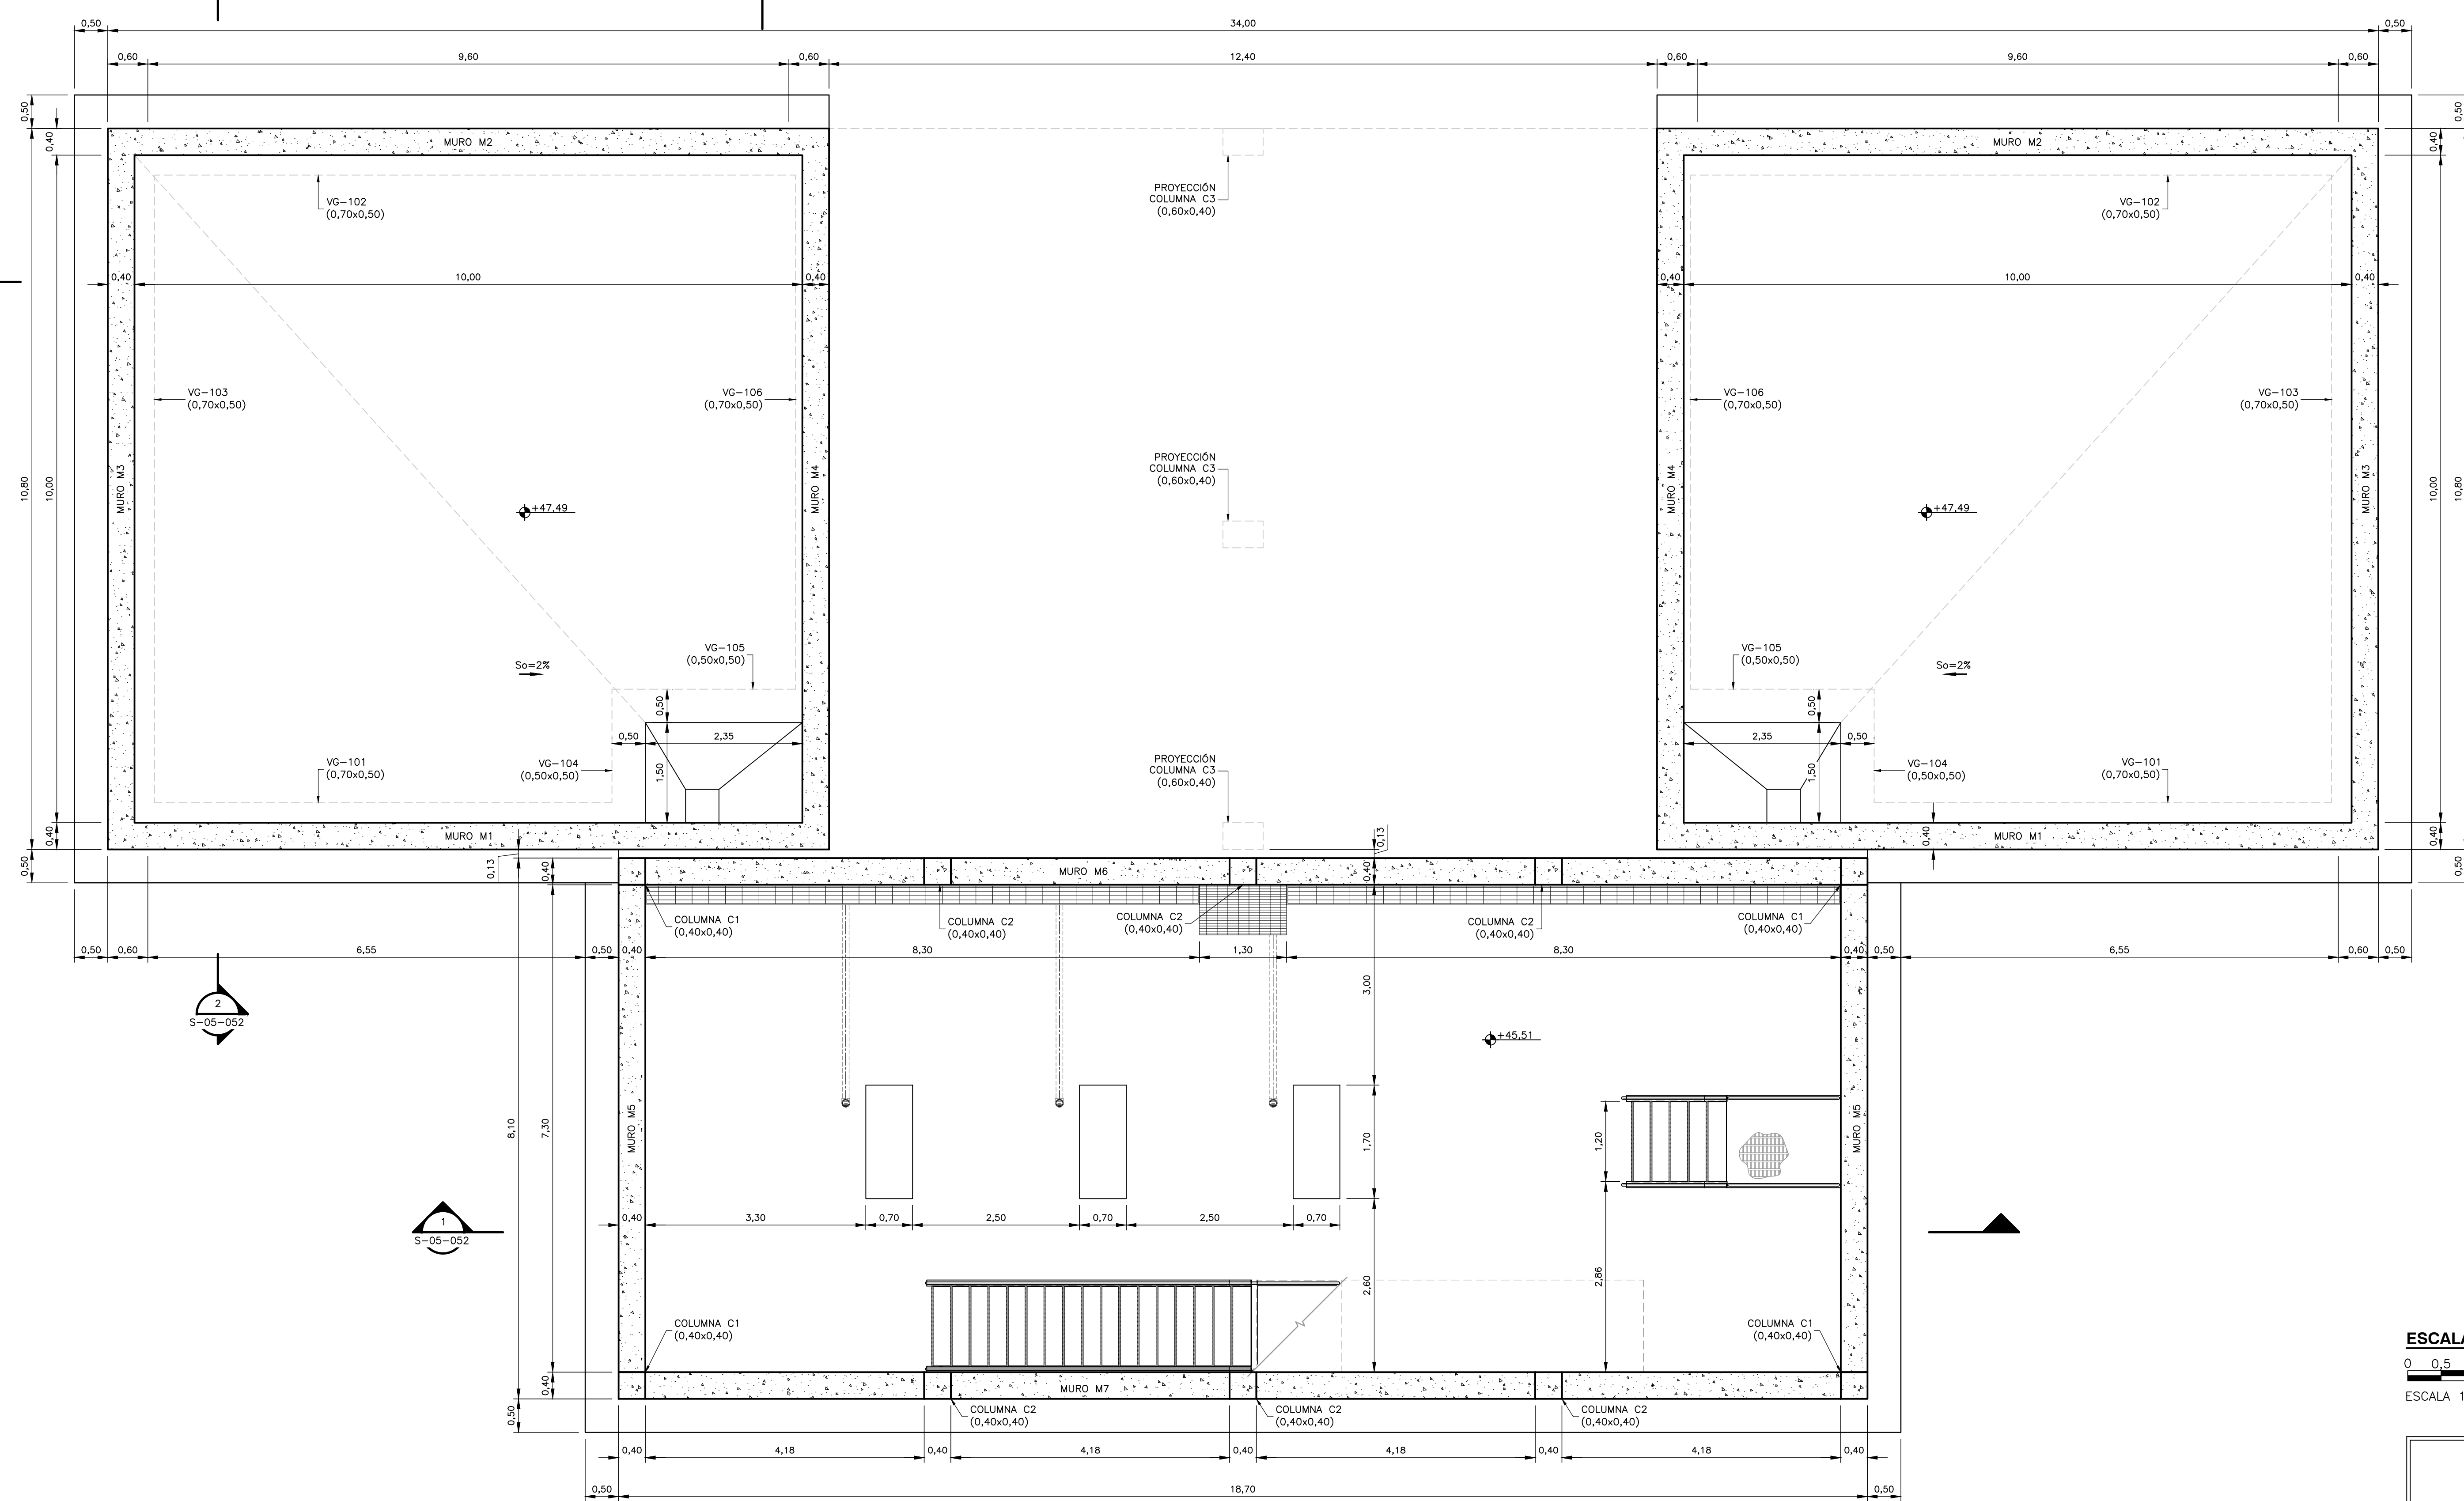 0,50
34,00
0,50
0,60
9,60
0,60
12,40
0,60
9,60
0,60
0,50
0,40
10,80
10,00
0,40
0,50
MURO M2
MURO M2
0,50
0,40
10,00
10,80
0,40
0,50
VG-102
(0,70x0,50)
PROYECCIÓN
COLUMNA C3
(0,60x0,40)
VG-102
(0,70x0,50)
0,40
10,00
0,40
0,40
10,00
0,40
VG-103
(0,70x0,50)
VG-106
(0,70x0,50)
VG-106
(0,70x0,50)
VG-103
(0,70x0,50)
MURO M3
MURO M4
PROYECCIÓN
COLUMNA C3
(0,60x0,40)
MURO M4
MURO M3
+47,49
+47,49
So=2%
VG-105
(0,50x0,50)
VG-105
(0,50x0,50)
So=2%
0,50
0,50
0,50
2,35
2,35
0,50
VG-101
(0,70x0,50)
VG-104
(0,50x0,50)
1,50
PROYECCIÓN
COLUMNA C3
(0,60x0,40)
1,50
VG-104
(0,50x0,50)
VG-101
(0,70x0,50)
MURO M1
0,13
0,40
MURO M1
0,13
0,40
MURO M6
0,40
COLUMNA C1
(0,40x0,40)
COLUMNA C2
(0,40x0,40)
COLUMNA C2
(0,40x0,40)
COLUMNA C2
(0,40x0,40)
COLUMNA C1
(0,40x0,40)
0,50
0,60
6,55
0,50
0,40
8,30
1,30
8,30
0,40
0,50
6,55
0,60
0,50
2
S-05-052
3,00
+45,51
8,10
7,30
MURO M5
1,70
1,20
MURO M5
1
S-05-052
0,40
3,30
0,70
2,50
0,70
2,50
0,70
2,60
2,86
COLUMNA C1
(0,40x0,40)
COLUMNA C1
(0,40x0,40)
ESCALA
0 0,5
ESCALA 1
0,40
MURO M7
0,50
COLUMNA C2
(0,40x0,40)
COLUMNA C2
(0,40x0,40)
COLUMNA C2
(0,40x0,40)
0,40
4,18
0,40
4,18
0,40
4,18
0,40
4,18
0,40
0,50
18,70
0,50